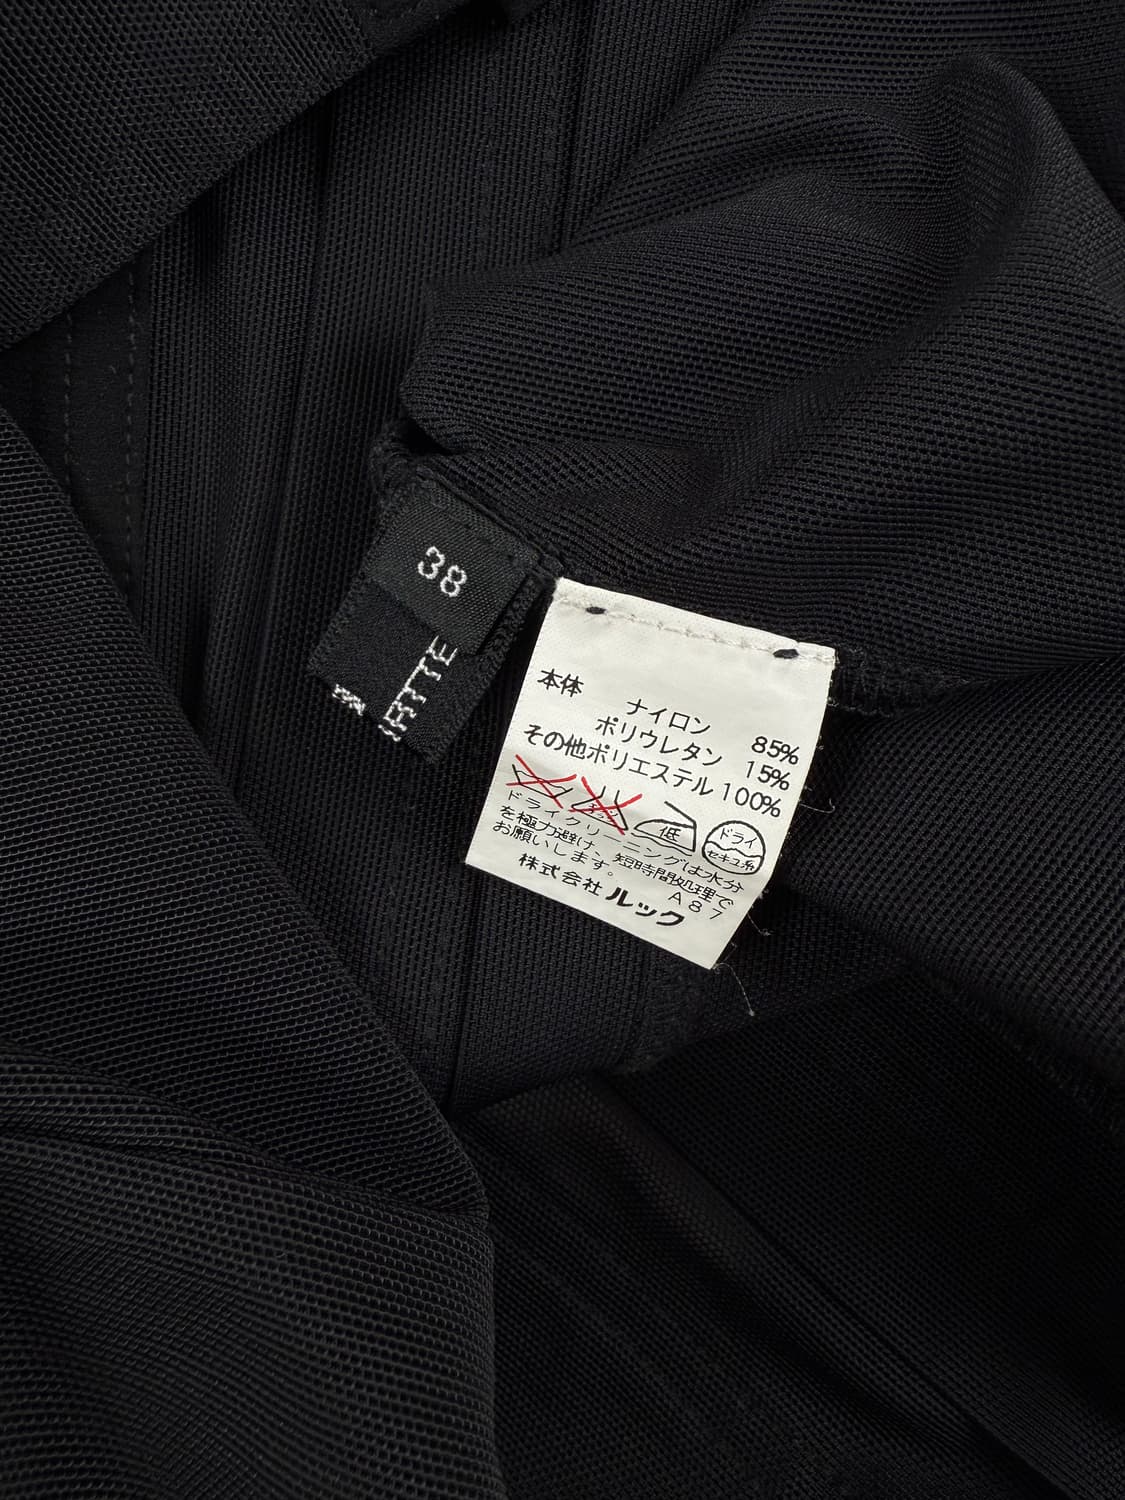 38
本体
ナイロン 85%
ポリウレタン 15%
その他ポリエステル 100%
低
ドライ
セキユ系
ドライクリーニングは水分
を極力避け、短時間処理で
お願いします。
A87
株式会社 ルック